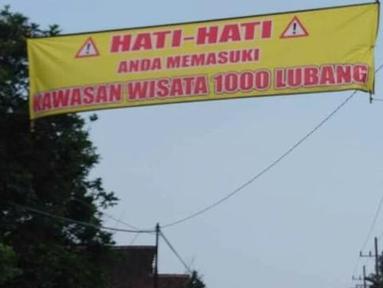 HATI-HATI
ANDA MEMASUKI
KAWASAN WISATA 1000 LUBANG